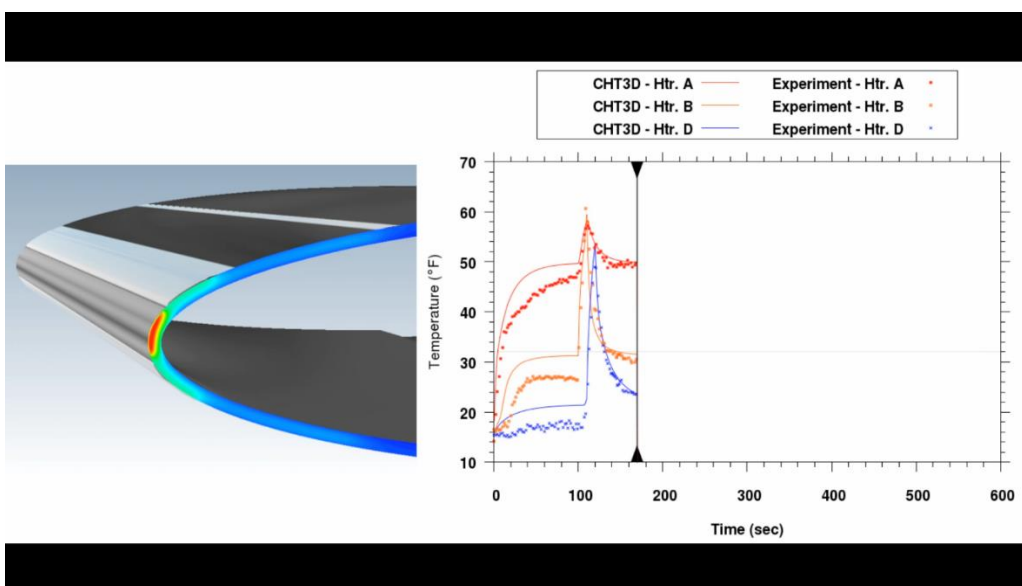 CHT3D - Htr. A Experiment - Htr. A
CHT3D - Htr. B Experiment - Htr. B
CHT3D - Htr. D Experiment - Htr. D
70
60
50
40
30
20
10
Temperature (°F)
0 100 200 300 400 500 600
Time (sec)